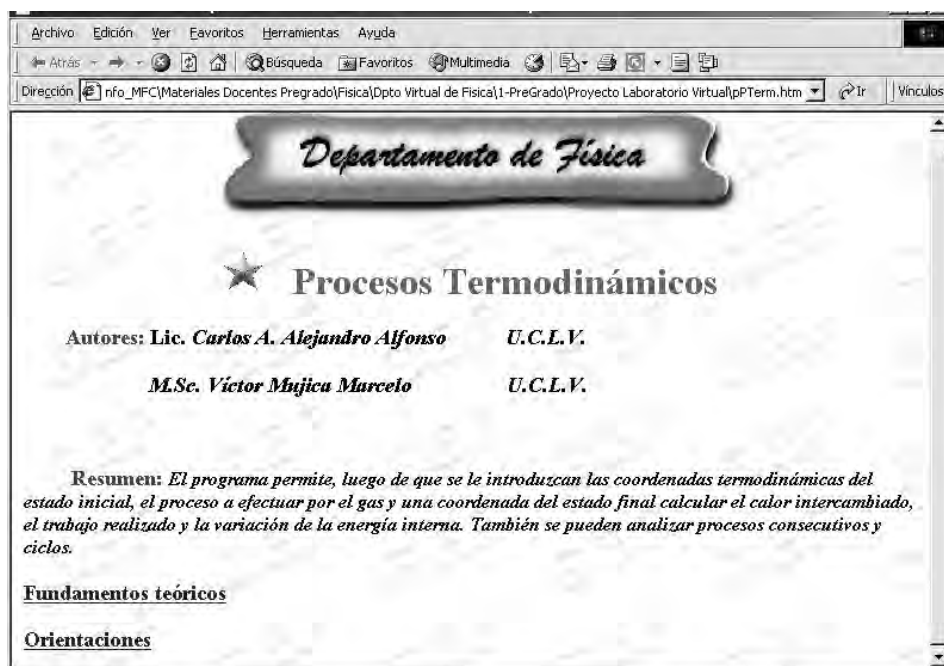 Archivo Edición Ver Favoritos Herramientas Ayuda
Atrás Búsqueda Favoritos Multimedia
Dirección nfo_MFC\Materiales Docentes Pregrado\Fisica\Dpto Virtual de Fisica\1-PreGrado\Proyecto Laboratorio Virtual\pPTerm.htm Ir Vínculos
Departamento de Física
Procesos Termodinámicos
Autores: Lic. Carlos A. Alejandro Alfonso U.C.L.V.
M.Sc. Víctor Mujica Marcelo U.C.L.V.
Resumen: El programa permite, luego de que se le introduzcan las coordenadas termodinámicas del
estado inicial, el proceso a efectuar por el gas y una coordenada del estado final calcular el calor intercambiado,
el trabajo realizado y la variación de la energía interna. También se pueden analizar procesos consecutivos y
ciclos.
Fundamentos teóricos
Orientaciones